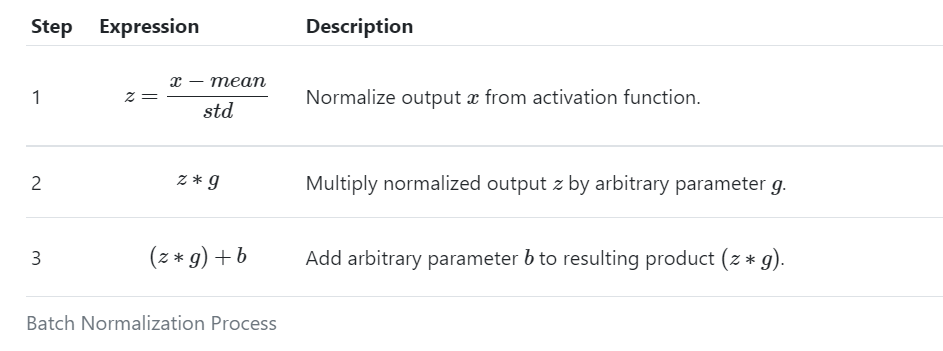 Step Expression Description
1 z = (x − mean) / std Normalize output x from activation function.
2 z ∗ g Multiply normalized output z by arbitrary parameter g.
3 (z ∗ g) + b Add arbitrary parameter b to resulting product (z ∗ g).
Batch Normalization Process